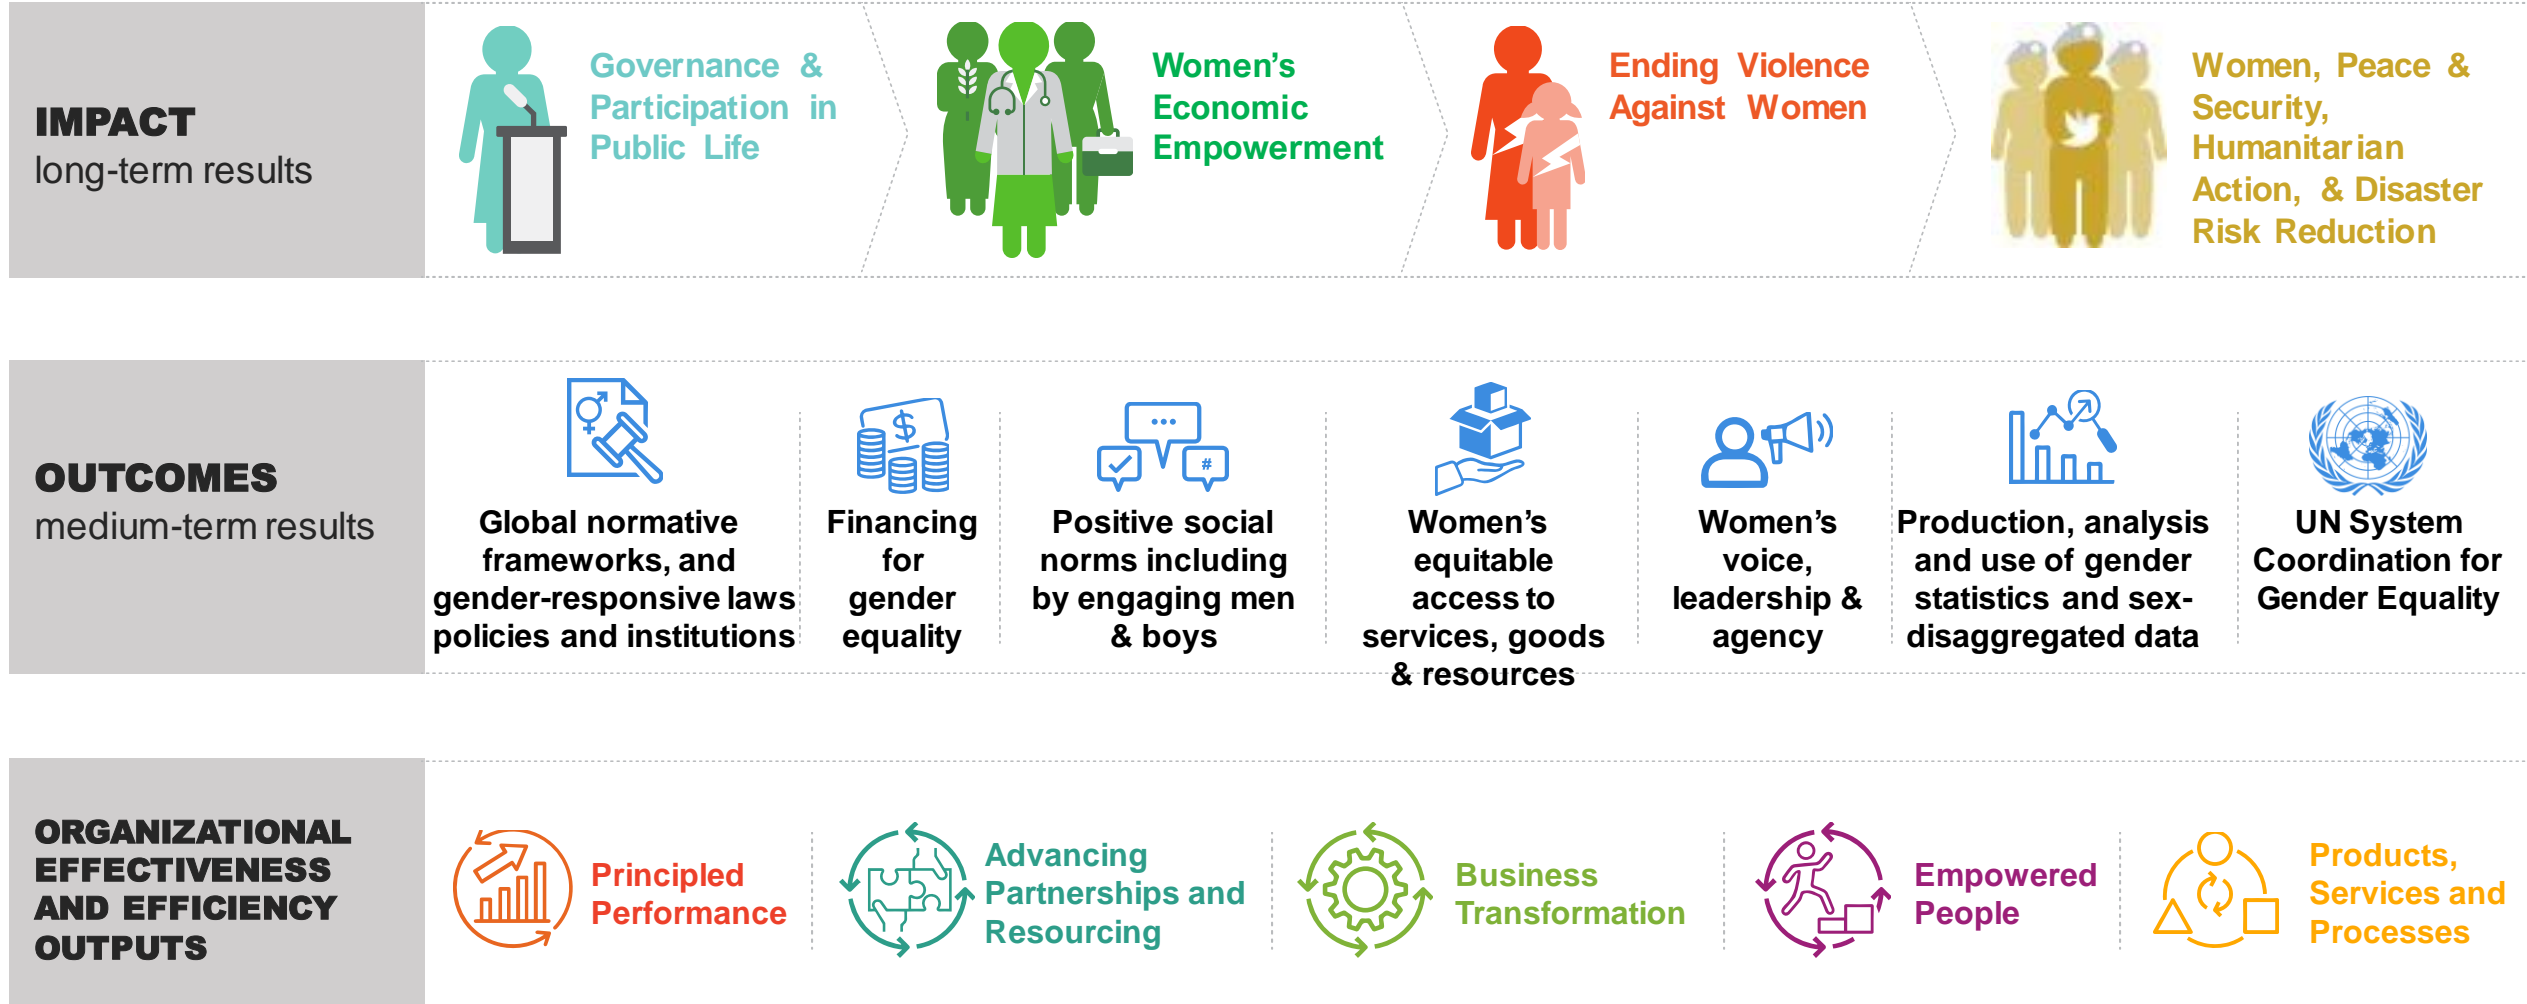 IMPACT
long-term results
Governance &
Participation in
Public Life
Women's
Economic
Empowerment
Ending Violence
Against Women
Women, Peace &
Security,
Humanitarian
Action, & Disaster
Risk Reduction
OUTCOMES
medium-term results
Global normative
frameworks, and
gender-responsive laws
policies and institutions
$
Financing
for
gender
equality
#
Positive social
norms including
by engaging men
& boys
Women's
equitable
access to
services, goods
& resources
Women's
voice,
leadership &
agency
Production, analysis
and use of gender
statistics and sex-
disaggregated data
UN System
Coordination for
Gender Equality
ORGANIZATIONAL
EFFECTIVENESS
AND EFFICIENCY
OUTPUTS
Principled
Performance
Advancing
Partnerships and
Resourcing
Business
Transformation
Empowered
People
Products,
Services and
Processes